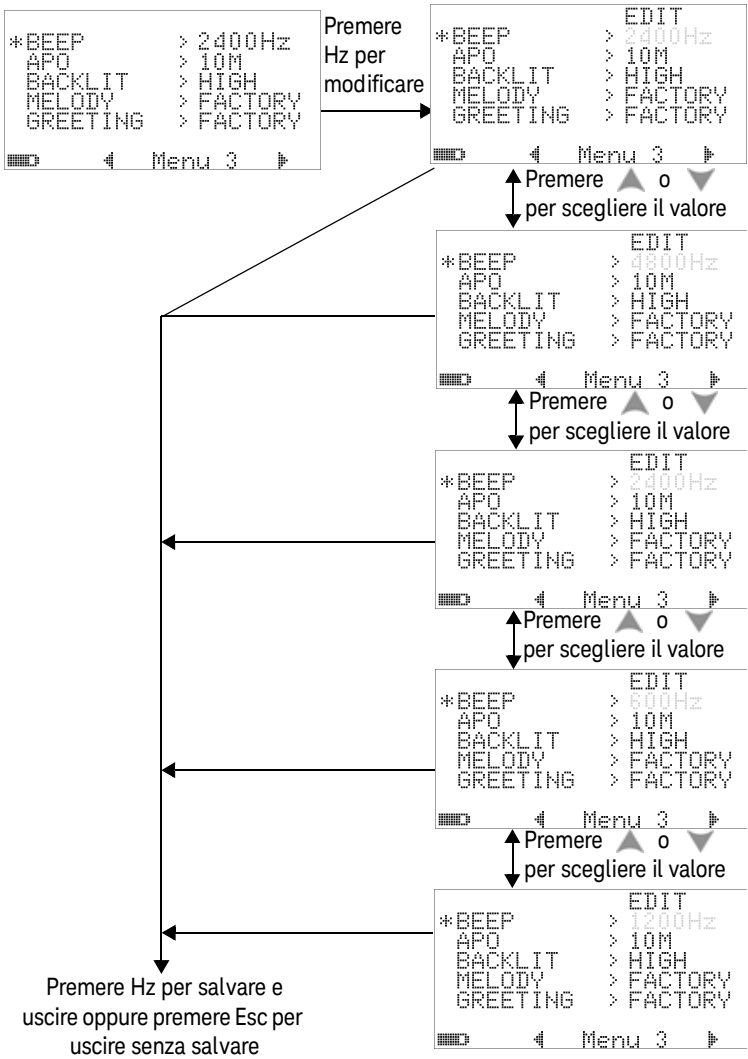 *BEEP > 2400Hz
APO > 10M
BACKLIT > HIGH
MELODY > FACTORY
GREETING > FACTORY
Menu 3
Premere
Hz per
modificare
EDIT
*BEEP > 2400Hz
APO > 10M
BACKLIT > HIGH
MELODY > FACTORY
GREETING > FACTORY
Menu 3
Premere o
per scegliere il valore
EDIT
*BEEP > 4800Hz
APO > 10M
BACKLIT > HIGH
MELODY > FACTORY
GREETING > FACTORY
Menu 3
Premere o
per scegliere il valore
EDIT
*BEEP > 2400Hz
APO > 10M
BACKLIT > HIGH
MELODY > FACTORY
GREETING > FACTORY
Menu 3
Premere o
per scegliere il valore
EDIT
*BEEP > 600Hz
APO > 10M
BACKLIT > HIGH
MELODY > FACTORY
GREETING > FACTORY
Menu 3
Premere o
per scegliere il valore
EDIT
*BEEP > 1200Hz
APO > 10M
BACKLIT > HIGH
MELODY > FACTORY
GREETING > FACTORY
Menu 3
Premere Hz per salvare e
uscire oppure premere Esc per
uscire senza salvare